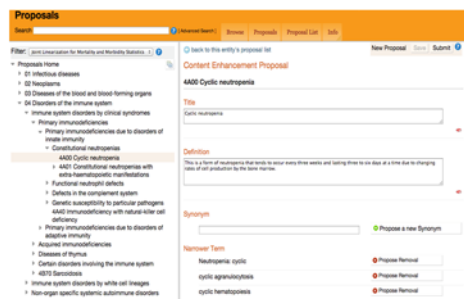 Proposals
Search
[ Advanced Search ]
Browse
Proposals
Proposal List
Info
Filter:
Joint Linearization for Mortality and Morbidity Statistics
Proposals Home
01 Infectious diseases
02 Neoplasms
03 Diseases of the blood and blood-forming organs
04 Disorders of the immune system
Immune system disorders by clinical syndromes
Primary immunodeficiencies
Primary immunodeficiencies due to disorders of
innate immunity
Constitutional neutropenias
4A00 Cyclic neutropenia
4A01 Constitutional neutropenias with
extra-haematopoietic manifestations
Functional neutrophil defects
Defects in the complement system
Genetic susceptibility to particular pathogens
4A40 Immunodeficiency with natural-killer cell
deficiency
Primary immunodeficiencies due to disorders of
adaptive immunity
Acquired immunodeficiencies
Diseases of thymus
Certain disorders involving the immune system
4B70 Sarcoidosis
Immune system disorders by white cell lineages
Non-organ specific systemic autoimmune disorders
back to this entity's proposal list
New Proposal
Save
Submit
Content Enhancement Proposal
4A00 Cyclic neutropenia
Title
Cyclic neutropenia
Definition
This is a form of neutropenia that tends to occur every three weeks and lasting three to six days at a time due to changing
rates of cell production by the bone marrow.
Synonym
Propose a new Synonym
Narrower Term
Neutropenia: cyclic
Propose Removal
cyclic agranulocytosis
Propose Removal
cyclic hematopoiesis
Propose Removal